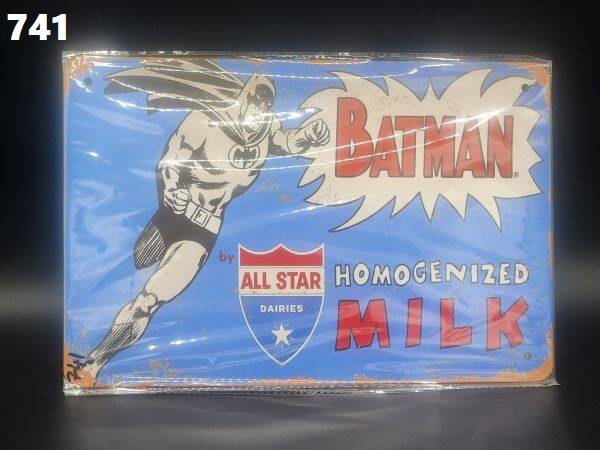 741
BATMAN®
by
ALL STAR
DAIRIES
HOMOGENIZED
MILK
741